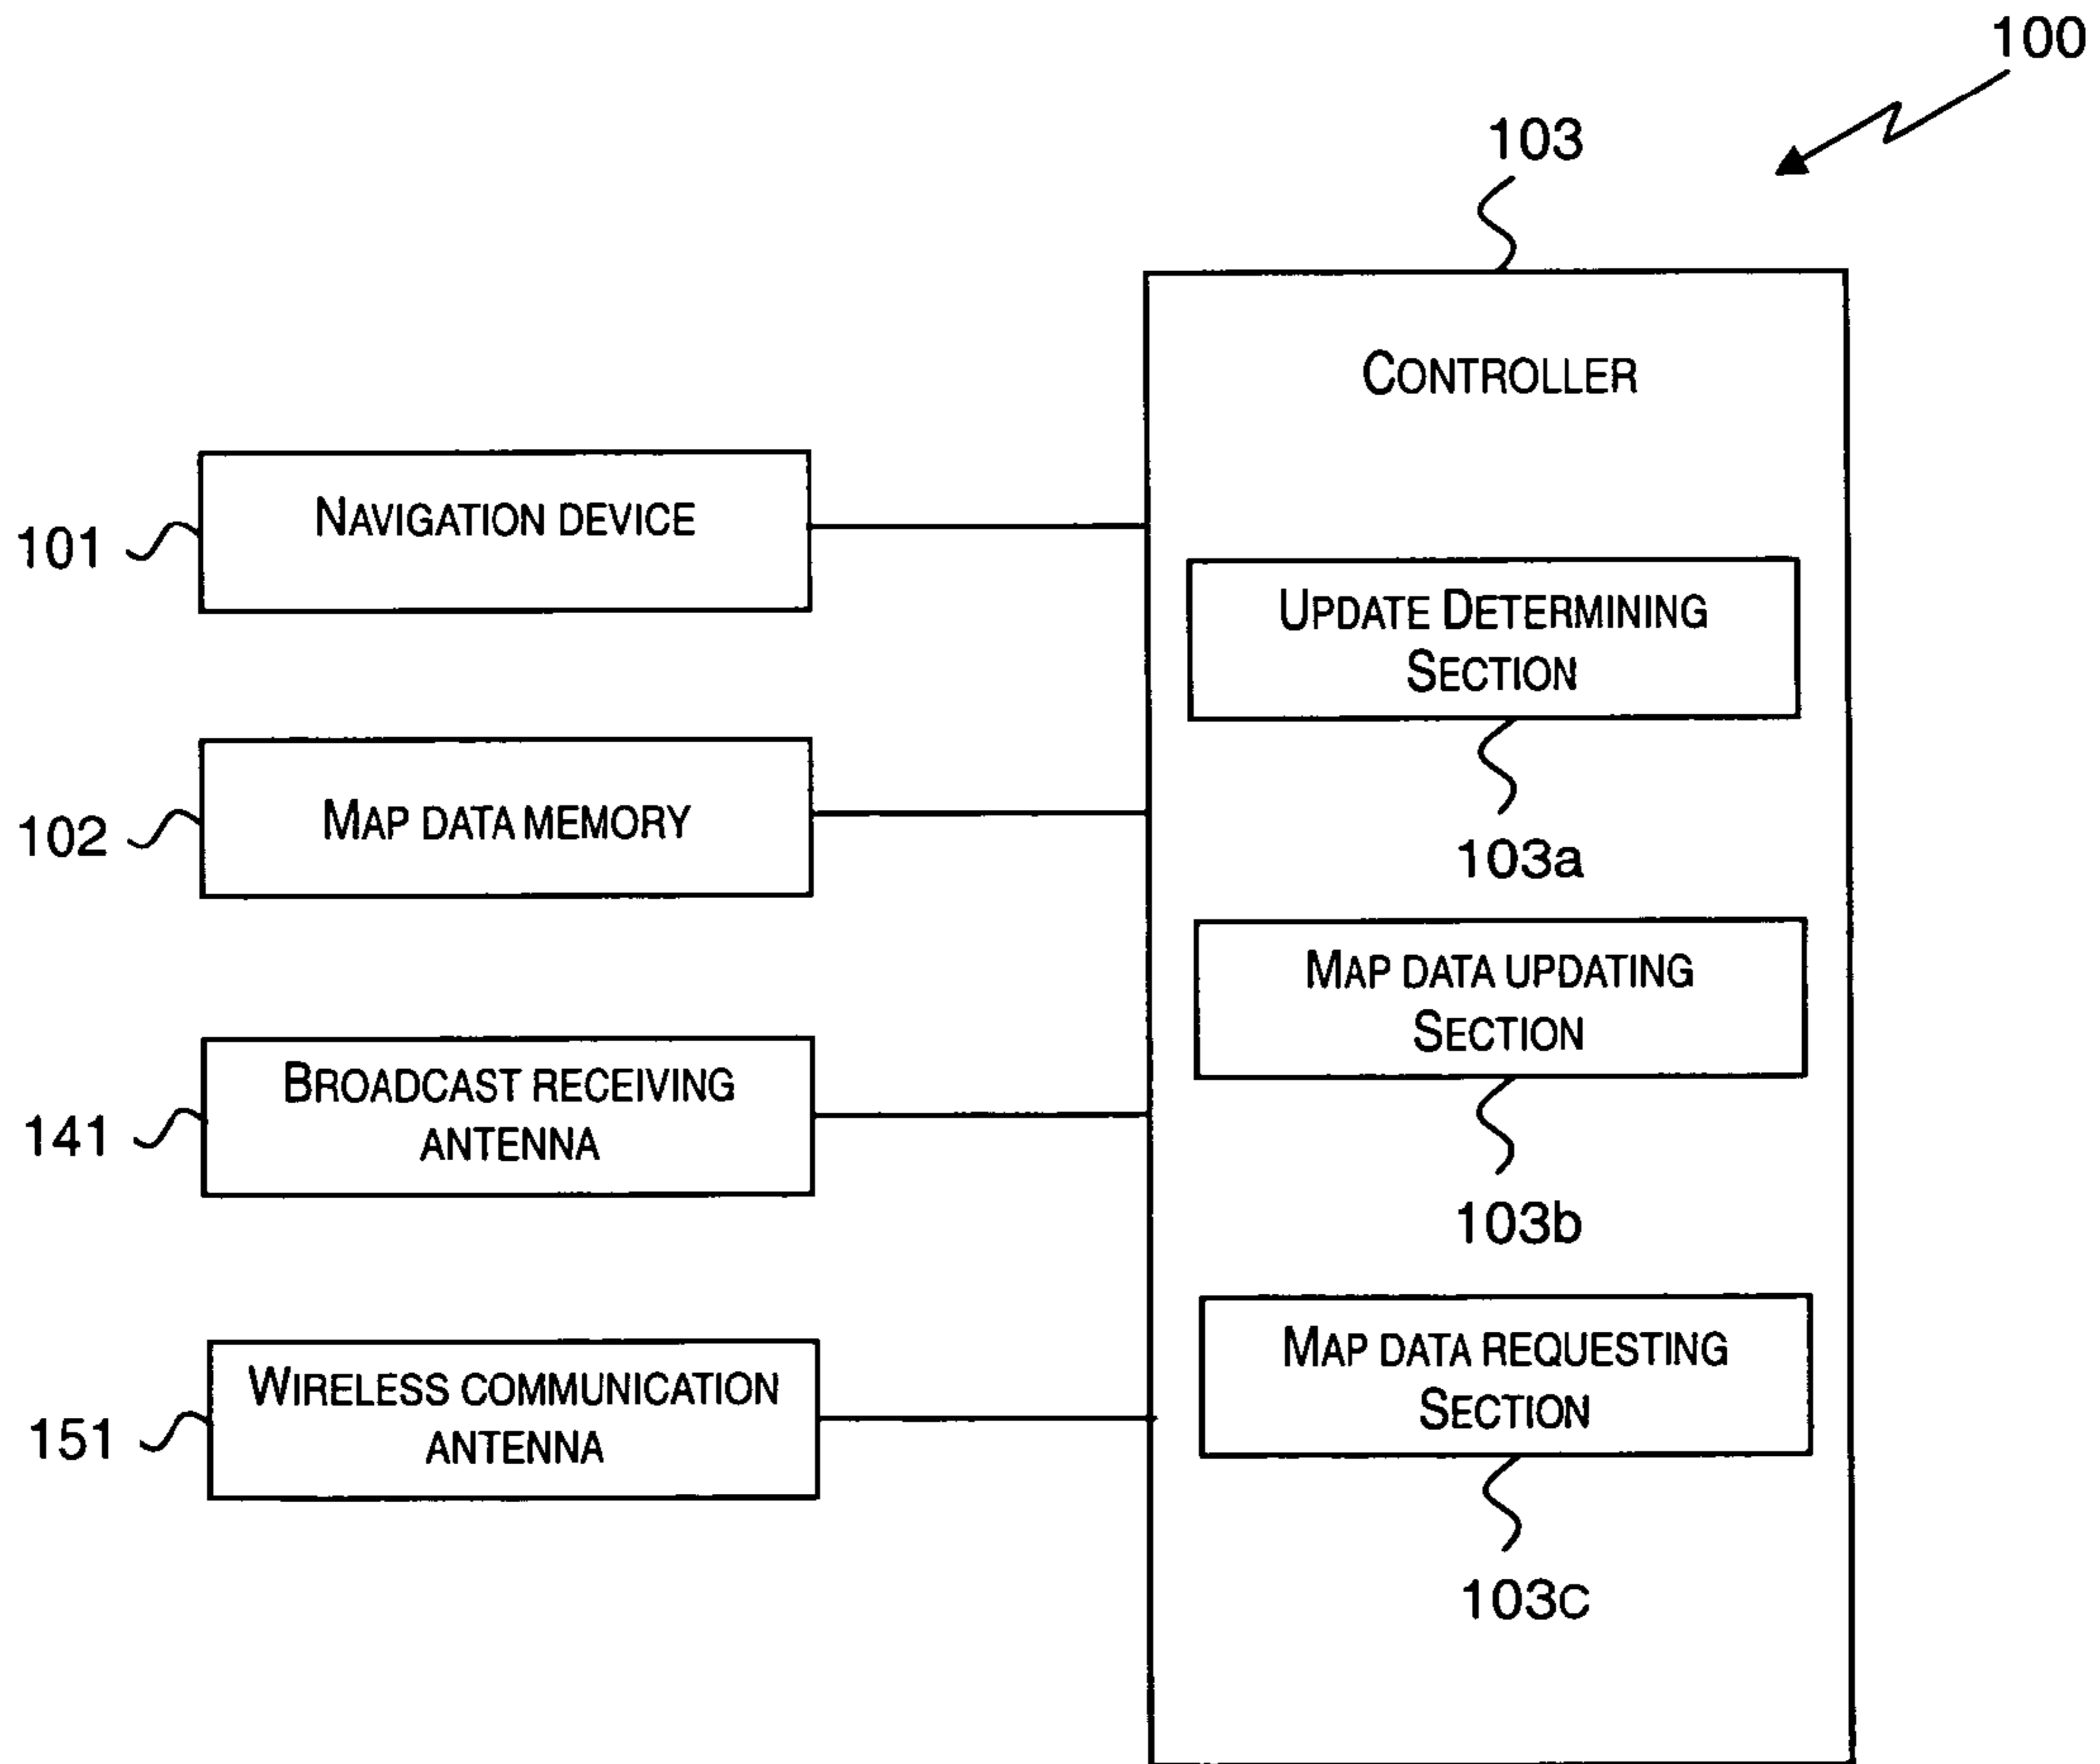 100
103
CONTROLLER
NAVIGATION DEVICE
101
UPDATE DETERMINING
SECTION
103a
MAP DATA MEMORY
102
MAP DATA UPDATING
SECTION
103b
BROADCAST RECEIVING
ANTENNA
141
MAP DATA REQUESTING
SECTION
103c
WIRELESS COMMUNICATION
ANTENNA
151